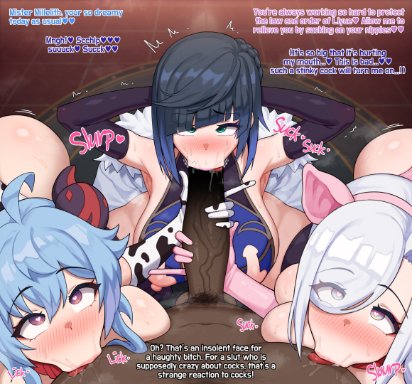 Mister Millelith, your so dreamy
today as usual♥♥
Mngh! Scchlp♥♥♥
suuuck♥ Succk♥♥
You're always working so hard to protect
the law and order of Liyue♥ Allow me to
relieve you by sucking on your nipples♥♥
It's so big that it's hurting
my mouth..♥ This is bad..♥♥
such a stinky cock will turn me on..!)
Slurp♥
Suck♥
Suck♥
Lick♥
Suck♥
Slurp♥
Oh? That's an insolent face for
a haughty bitch. For a slut who is
supposedly crazy about cocks, that's a
strange reaction to cocks!